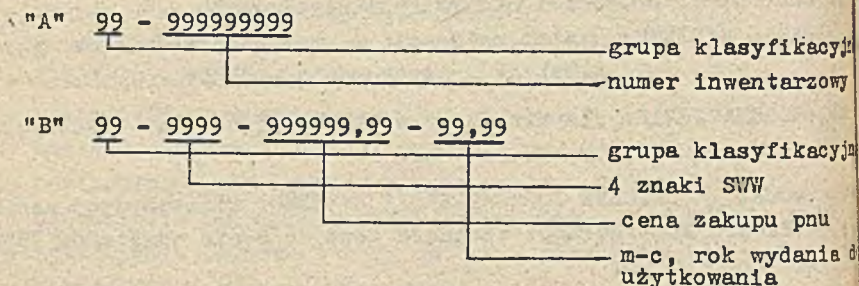 "A" 99 - 999999999
grupa klasyfikacyj
numer inwentarzowy
"B" 99 - 9999 - 999999,99 - 99,99
grupa klasyfikacyjn
4 znaki SWW
cena zakupu pnu
m-c, rok wydania d
użytkowania